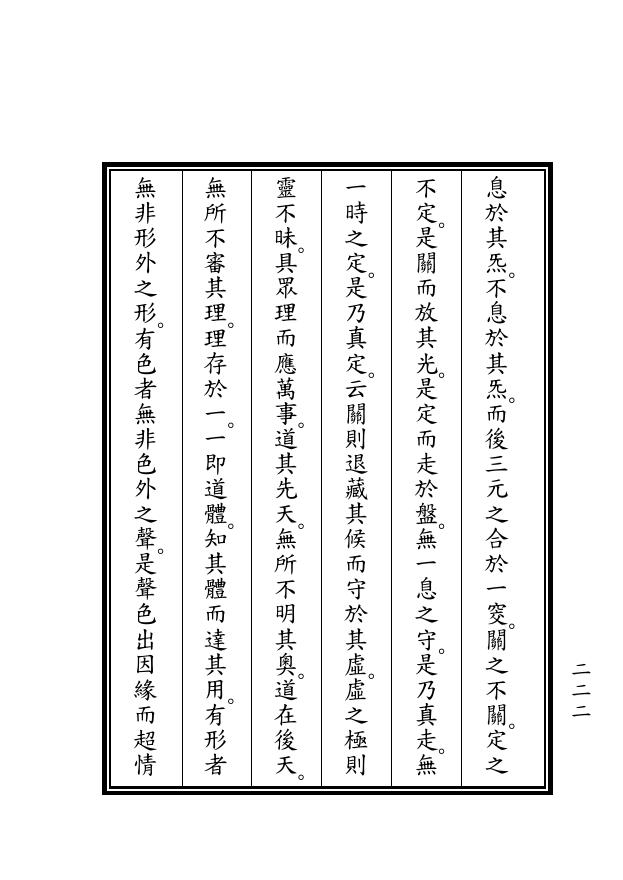 息於其炁。不息於其炁。而後三元之合於一窔。關之不關。定之
不定。是關而放其光。是定而走於盤。無一息之守。是乃真走。無
一時之定。是乃真定。云關則退藏其候而守於其虛。虛之極則
靈不昧。具眾理而應萬事。道其先天。無所不明其奧。道在後天。
無所不審其理。理存於一。一即道體。知其體而達其用。有形者
無非形外之形。有色者無非色外之聲。是聲色出因緣而超情
二二二